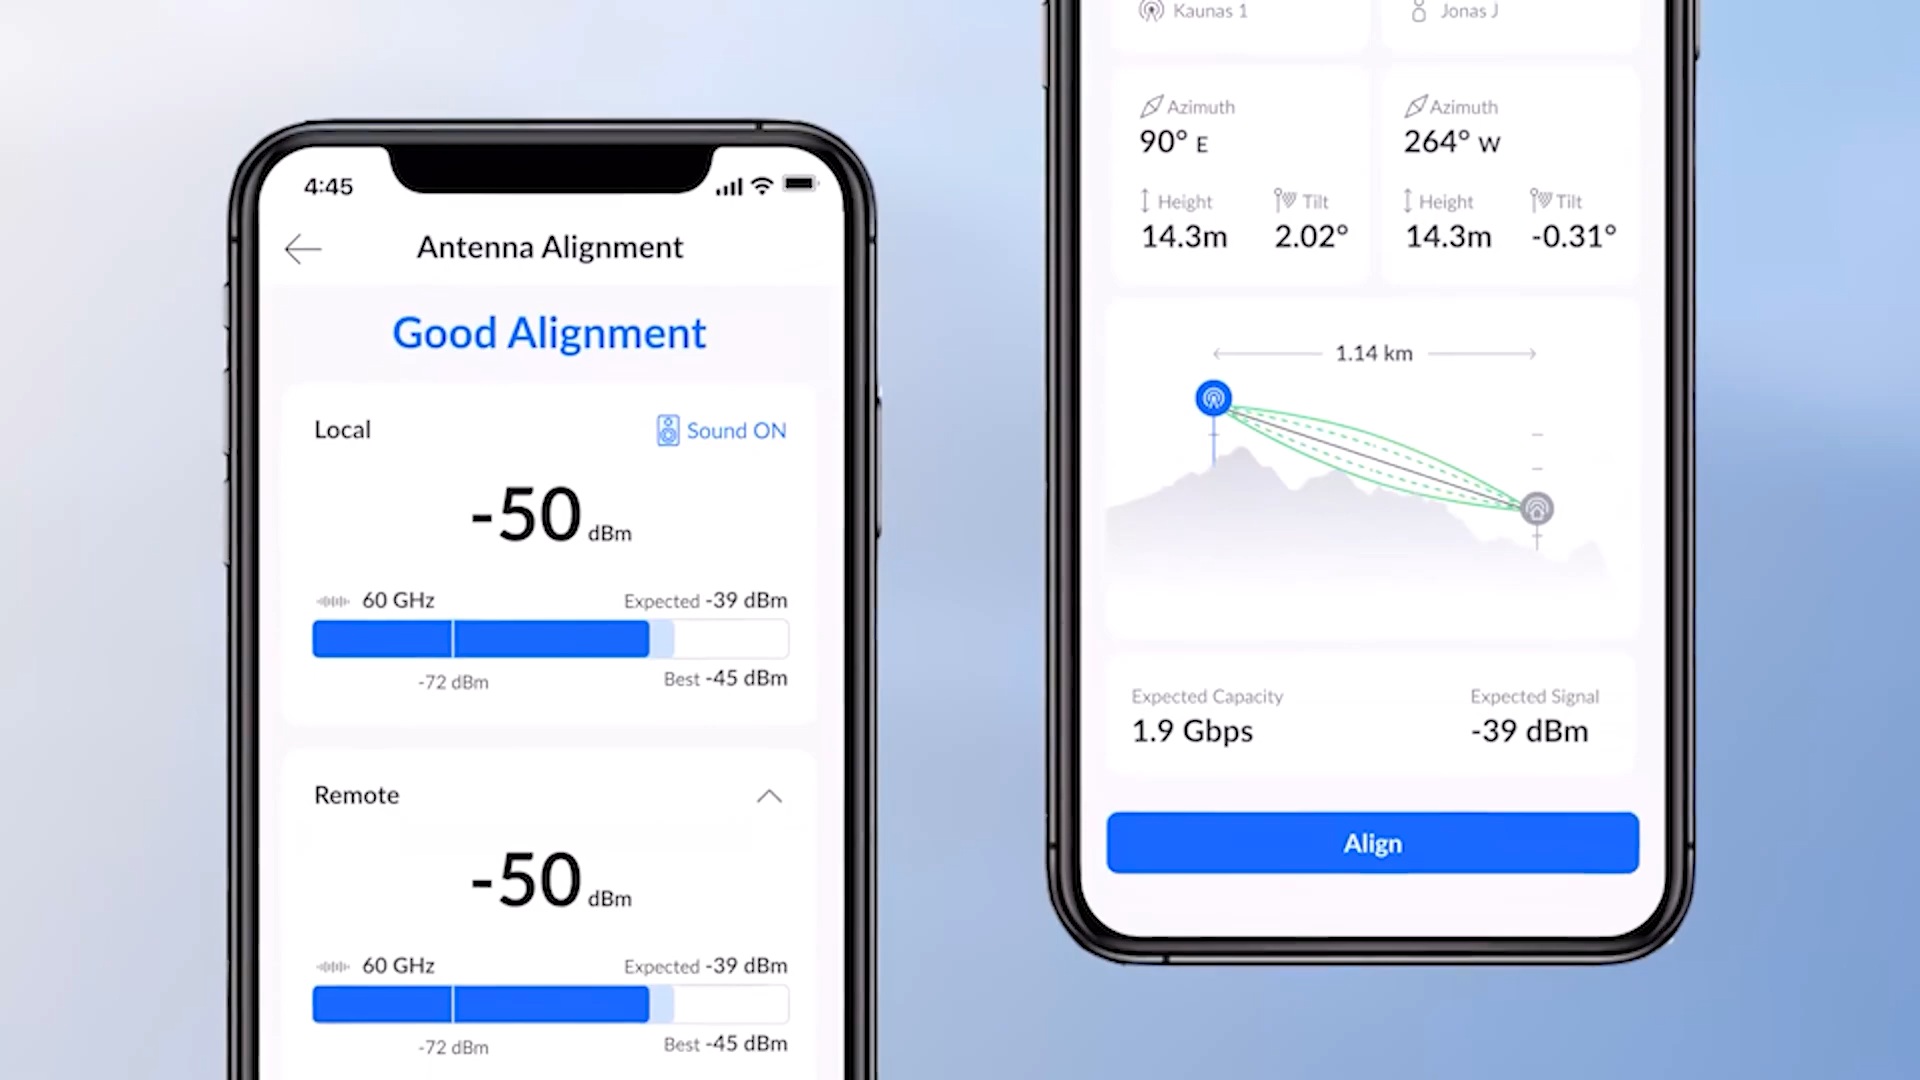 4:45
Antenna Alignment
Good Alignment
Local
Sound ON
-50 dBm
60 GHz
Expected -39 dBm
-72 dBm
Best -45 dBm
Remote
-50 dBm
60 GHz
Expected -39 dBm
-72 dBm
Best -45 dBm
Kaunas 1
Jonas J
Azimuth
90° E
Height
Tilt
14.3m
2.02°
Azimuth
264° W
Height
Tilt
14.3m
-0.31°
1.14 km
Expected Capacity
1.9 Gbps
Expected Signal
-39 dBm
Align